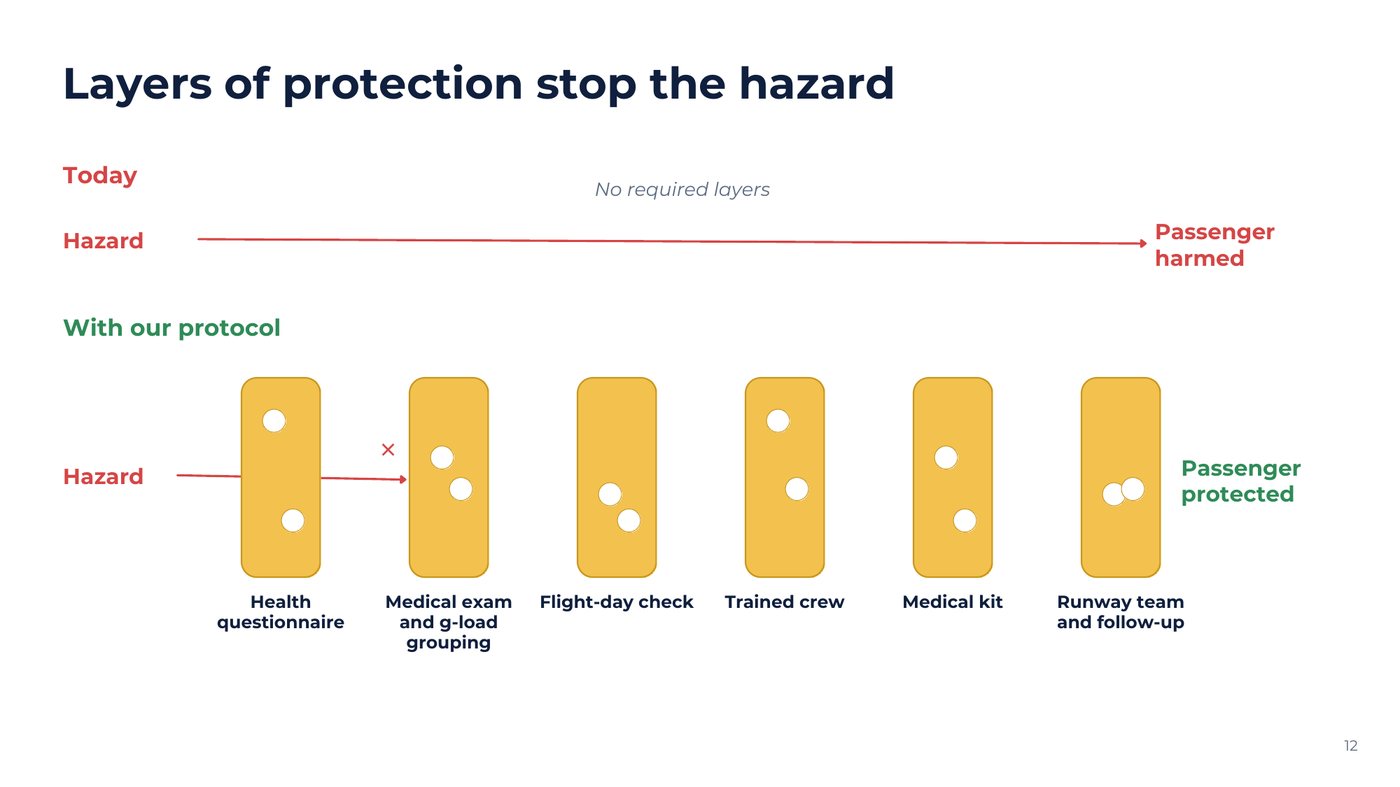 Layers of protection stop the hazard
Today
No required layers
Hazard
Passenger
harmed
With our protocol
×
Hazard
Passenger
protected
Health
questionnaire
Medical exam
and g-load
grouping
Flight-day check
Trained crew
Medical kit
Runway team
and follow-up
12